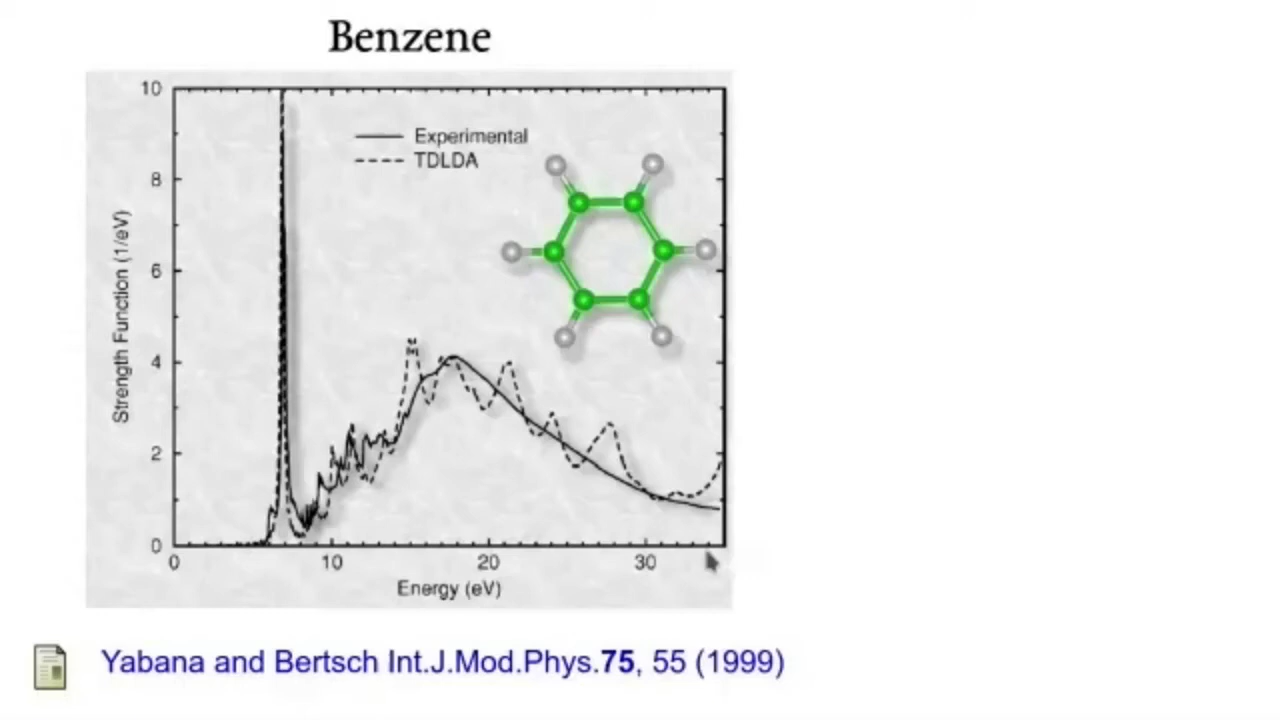 Benzene
10
8
6
4
2
0
Strength Function (1/eV)
Experimental
TDLDA
0 10 20 30
Energy (eV)
Yabana and Bertsch Int.J.Mod.Phys.75, 55 (1999)